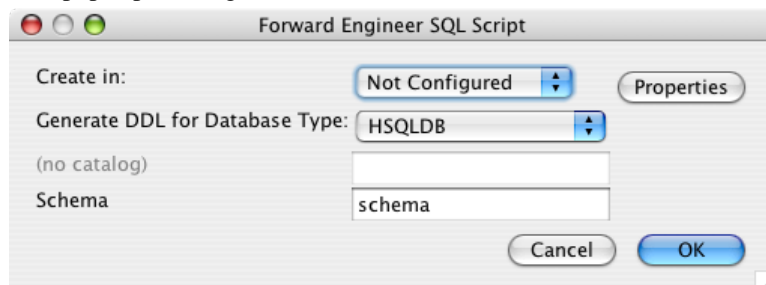 Forward Engineer SQL Script
Create in: Not Configured Properties
Generate DDL for Database Type: HSQLDB
(no catalog)
Schema schema
Cancel OK